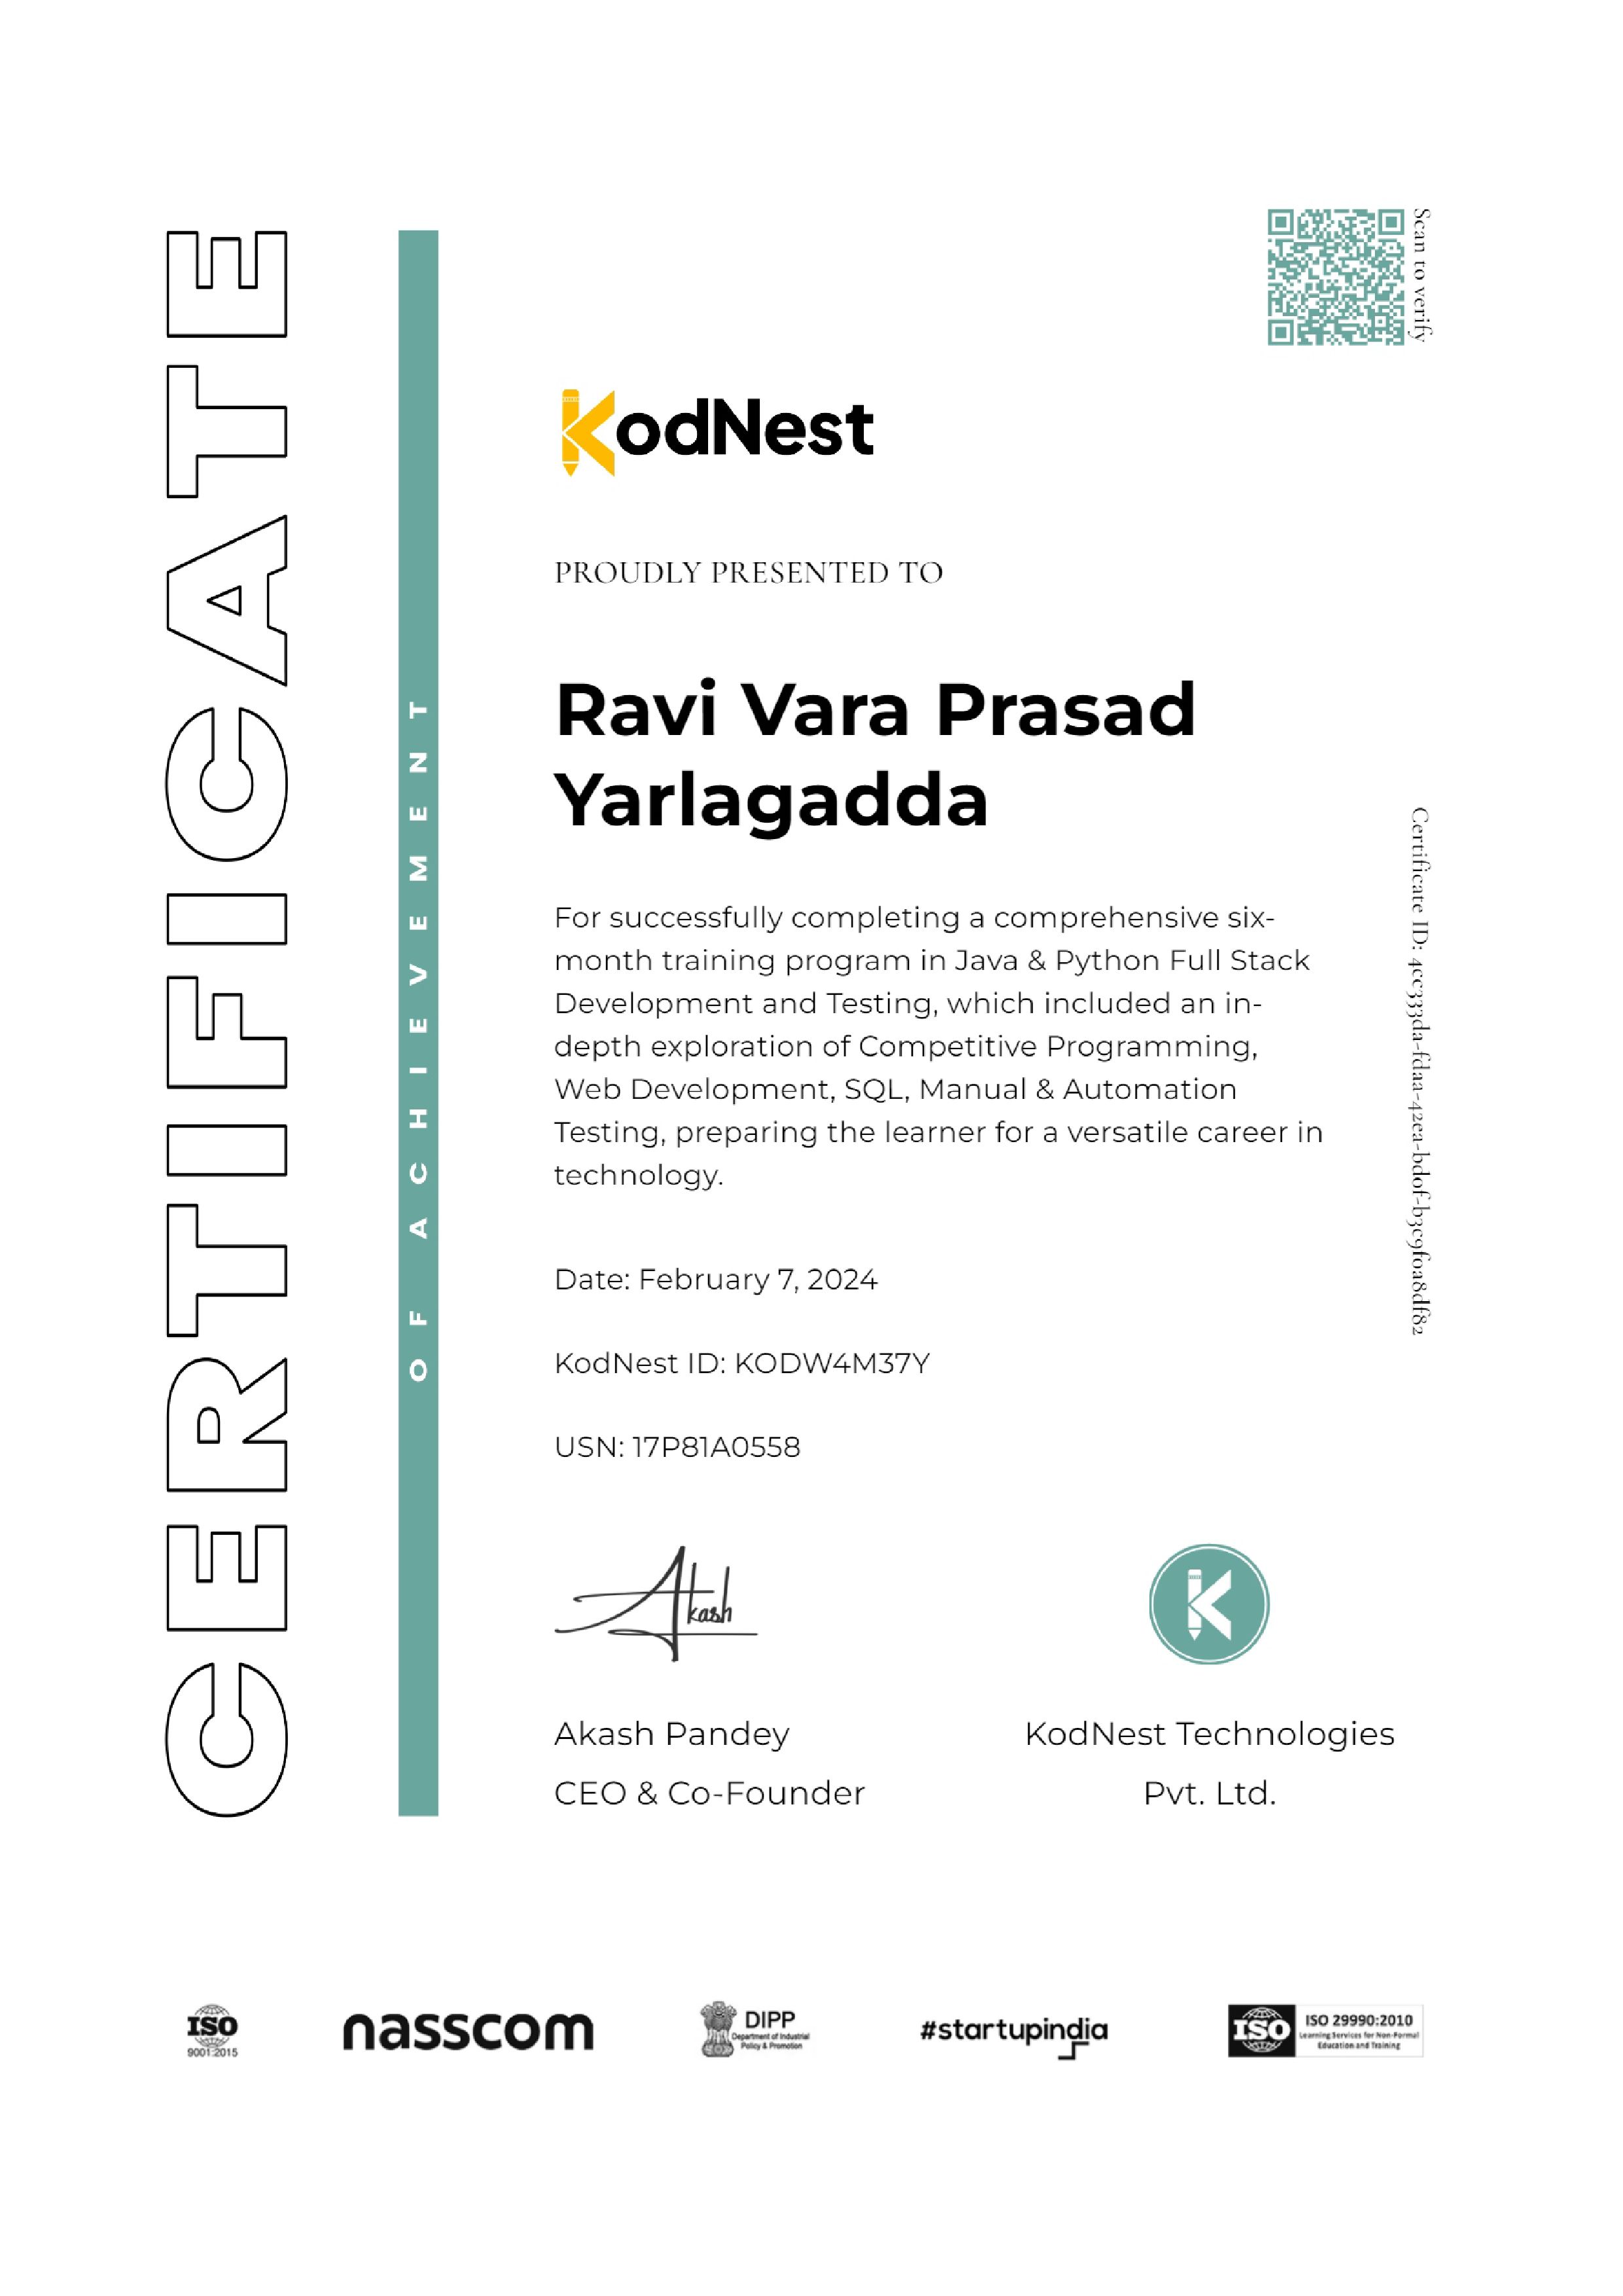 CERTIFICATE
OF ACHIEVEMENT
Scan to verify
KodNest
PROUDLY PRESENTED TO
Ravi Vara Prasad
Yarlagadda
For successfully completing a comprehensive six-
month training program in Java & Python Full Stack
Development and Testing, which included an in-
depth exploration of Competitive Programming,
Web Development, SQL, Manual & Automation
Testing, preparing the learner for a versatile career in
technology.
Certificate ID: 4c333da-fdaa-42ea-bd0f-b3c9f0a8df82
Date: February 7, 2024
KodNest ID: KODW4M37Y
USN: 17P81A0558
Akash
Akash Pandey
CEO & Co-Founder
KodNest Technologies
Pvt. Ltd.
ISO
9001:2015
nasscom
DIPP
Department of Industrial
Policy & Promotion
#startupindia
ISO
ISO 29990:2010
Learning Services for Non-Formal
Education and Training